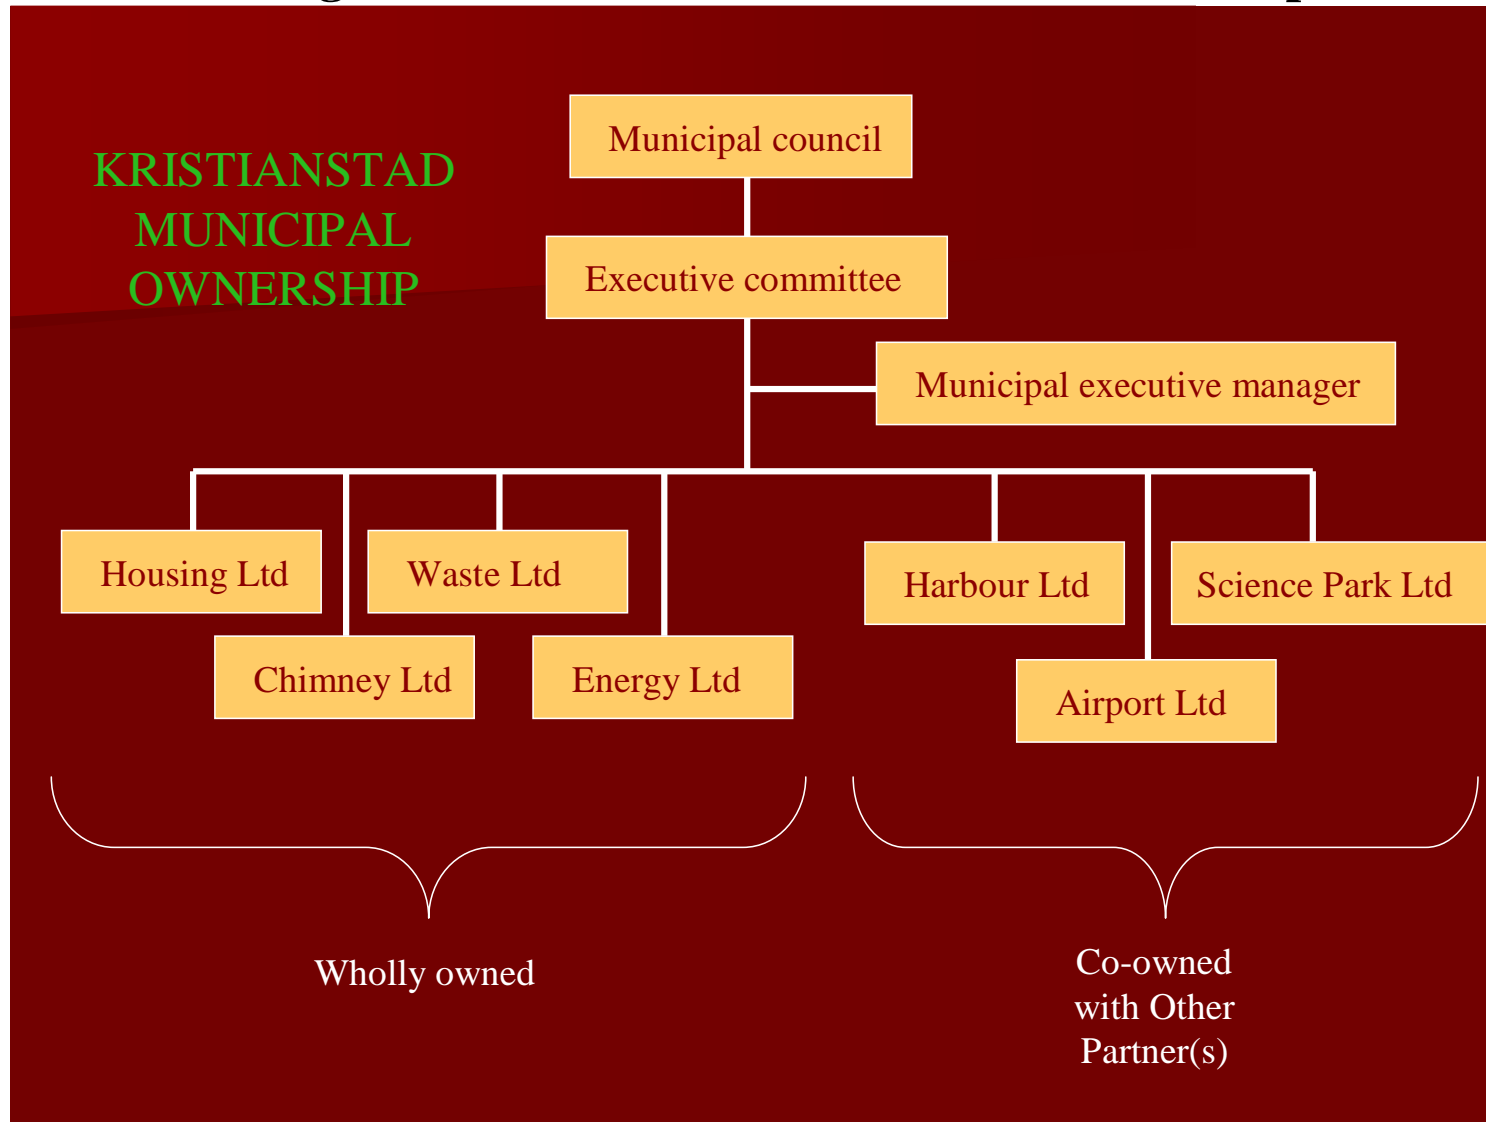 KRISTIANSTAD
MUNICIPAL
OWNERSHIP
Municipal council
Executive committee
Municipal executive manager
Housing Ltd
Waste Ltd
Harbour Ltd
Science Park Ltd
Chimney Ltd
Energy Ltd
Airport Ltd
Wholly owned
Co-owned
with Other
Partner(s)